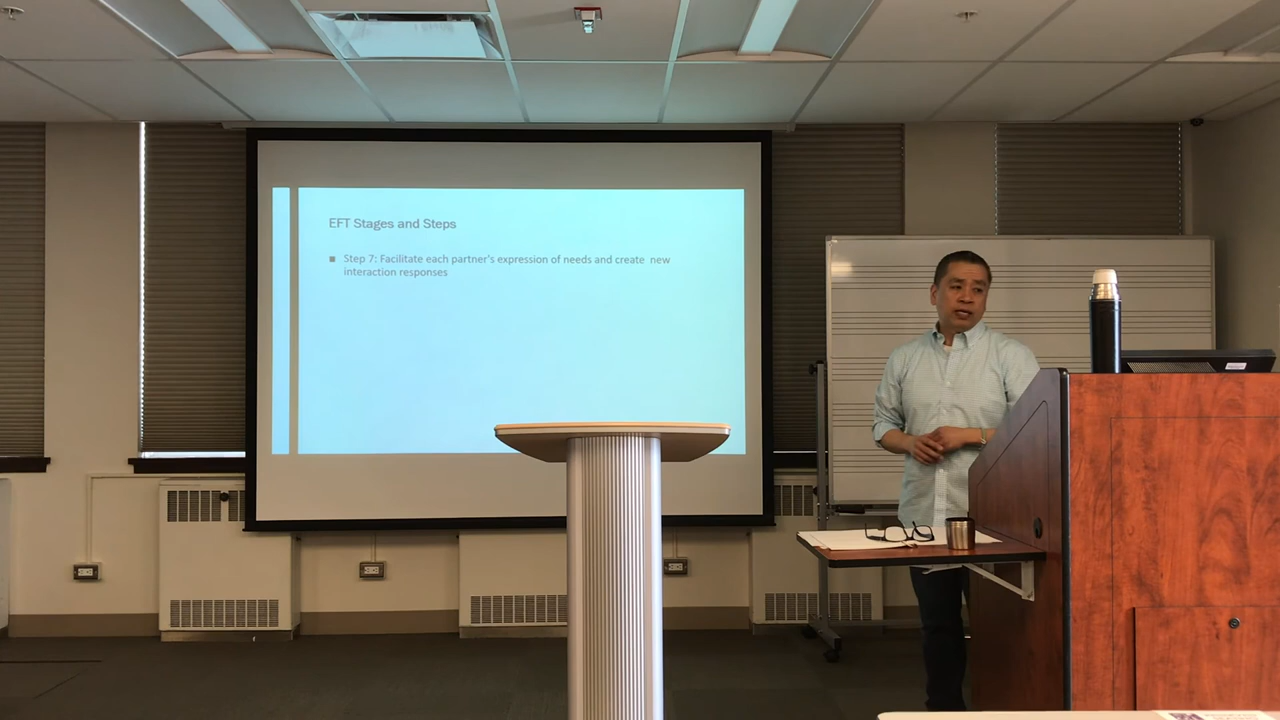 EFT Stages and Steps
Step 7: Facilitate each partner's expression of needs and create new
interaction responses